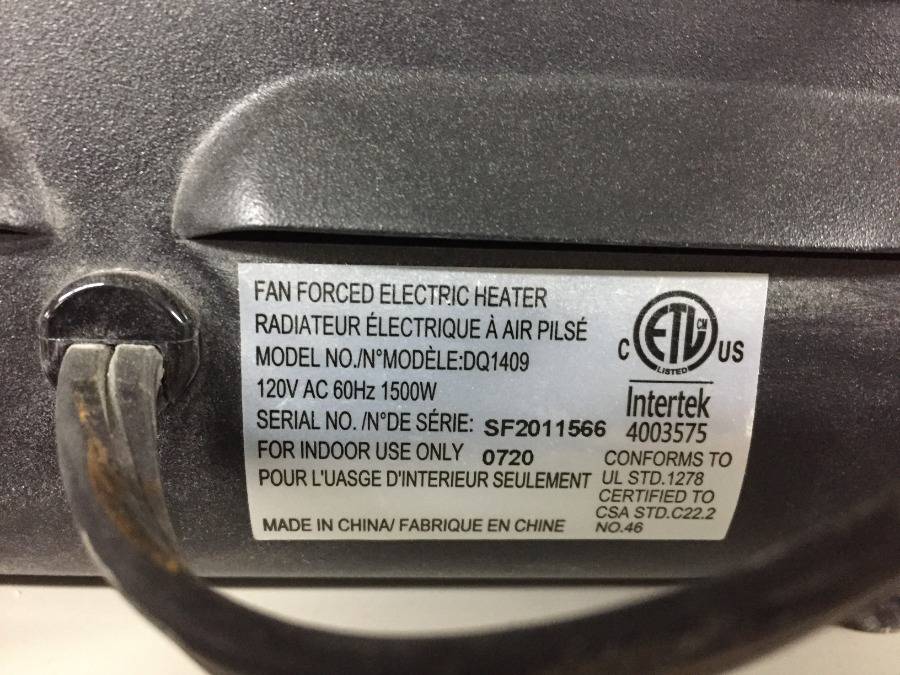 FAN FORCED ELECTRIC HEATER
RADIATEUR ÉLECTRIQUE À AIR PILSÉ
MODEL NO./N°MODÈLE:DQ1409
120V AC 60Hz 1500W
SERIAL NO. /N°DE SÉRIE: SF2011566
FOR INDOOR USE ONLY 0720
POUR L'UASGE D'INTERIEUR SEULEMENT
MADE IN CHINA/ FABRIQUE EN CHINE
C ETL CM US
LISTED
Intertek
4003575
CONFORMS TO
UL STD.1278
CERTIFIED TO
CSA STD.C22.2
NO.46